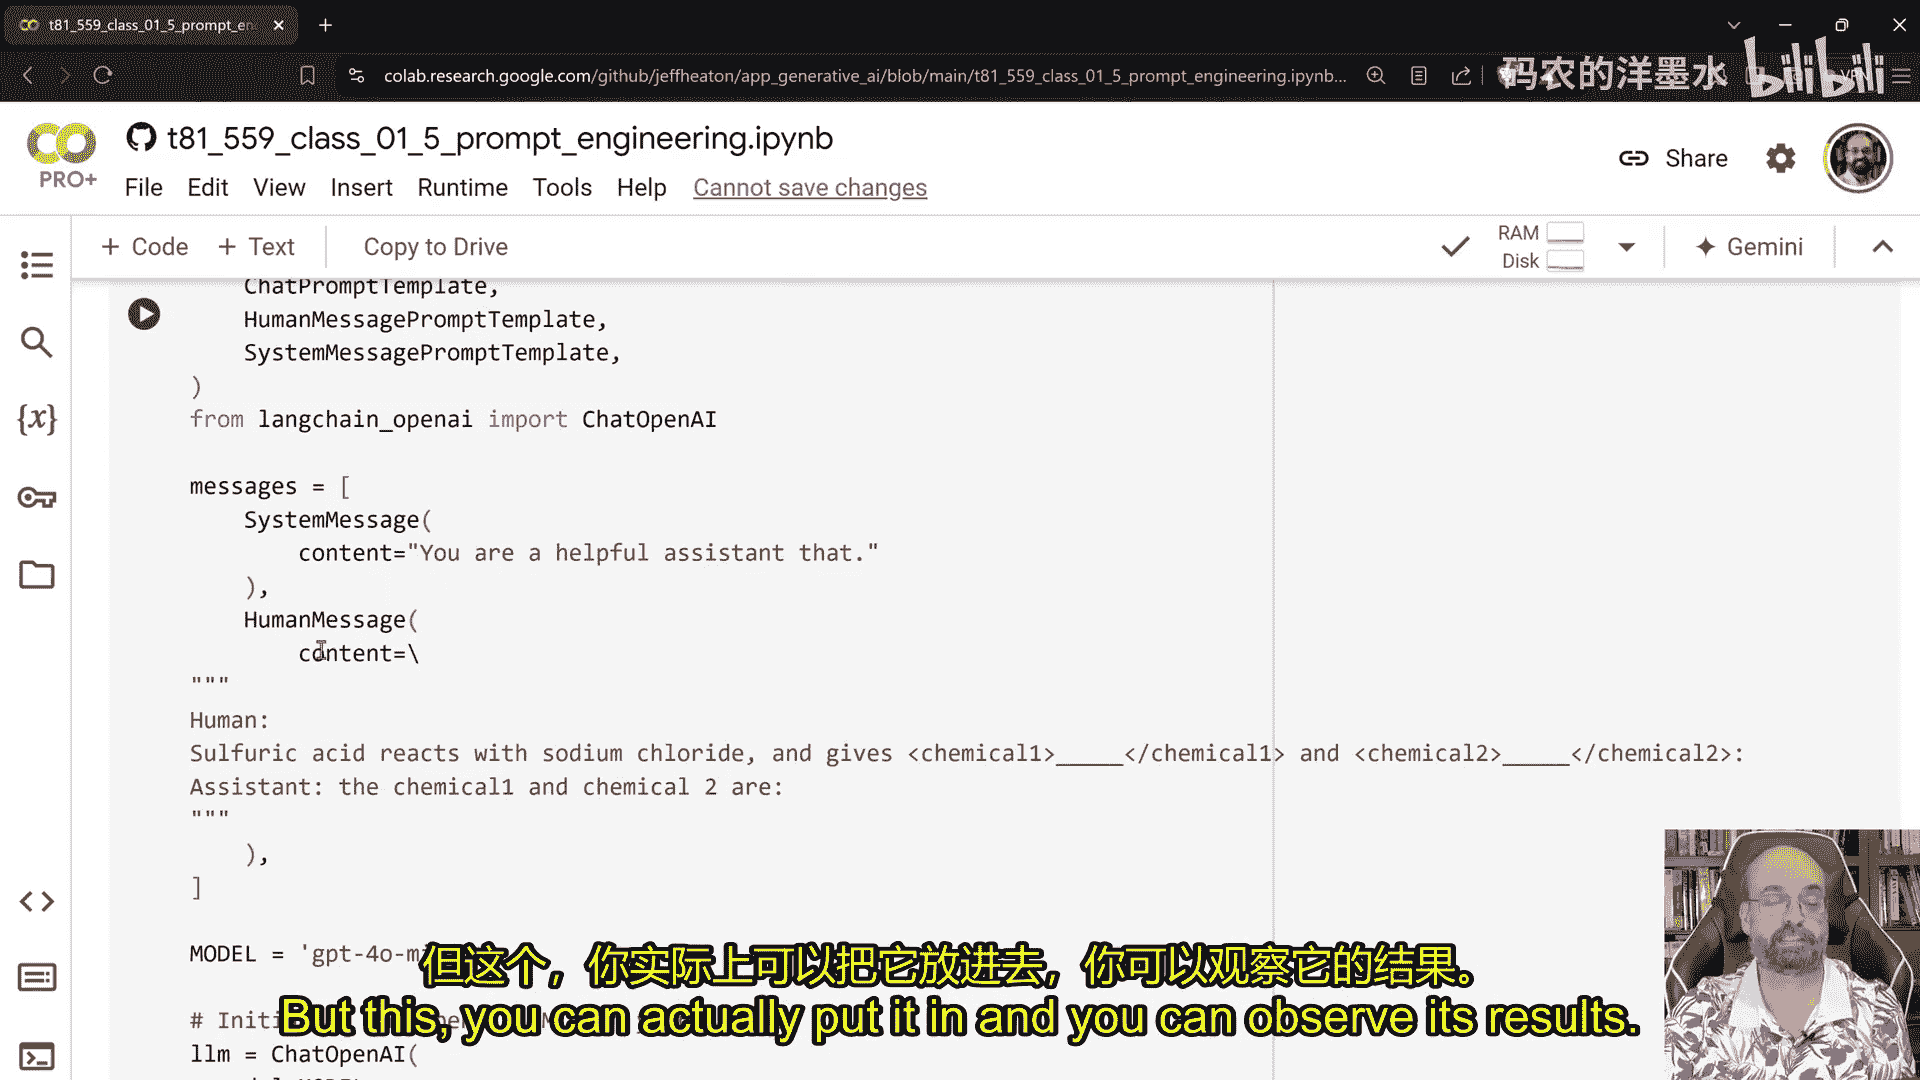 t81_559_class_01_5_prompt_en
colab.research.google.com/github/jeffheaton/app_generative_ai/blob/main/t81_559_class_01_5_prompt_engineering.ipynb...
码农的洋墨水 bilibili
CO
PRO+
t81_559_class_01_5_prompt_engineering.ipynb
Share
File Edit View Insert Runtime Tools Help Cannot save changes
+ Code + Text Copy to Drive
RAM
Disk
Gemini
ChatPromptTemplate,
HumanMessagePromptTemplate,
SystemMessagePromptTemplate,
)
from langchain_openai import ChatOpenAI
messages = [
SystemMessage(
content="You are a helpful assistant that."
),
HumanMessage(
content=\
"""
Human:
Sulfuric acid reacts with sodium chloride, and gives <chemical1>_____</chemical1> and <chemical2>_____</chemical2>:
Assistant: the chemical1 and chemical 2 are:
"""
),
]
MODEL = 'gpt-4o-mi
但这个，你实际上可以把它放进去，你可以观察它的结果。
But this, you can actually put it in and you can observe its results.
# Initi
llm = ChatOpenAI(